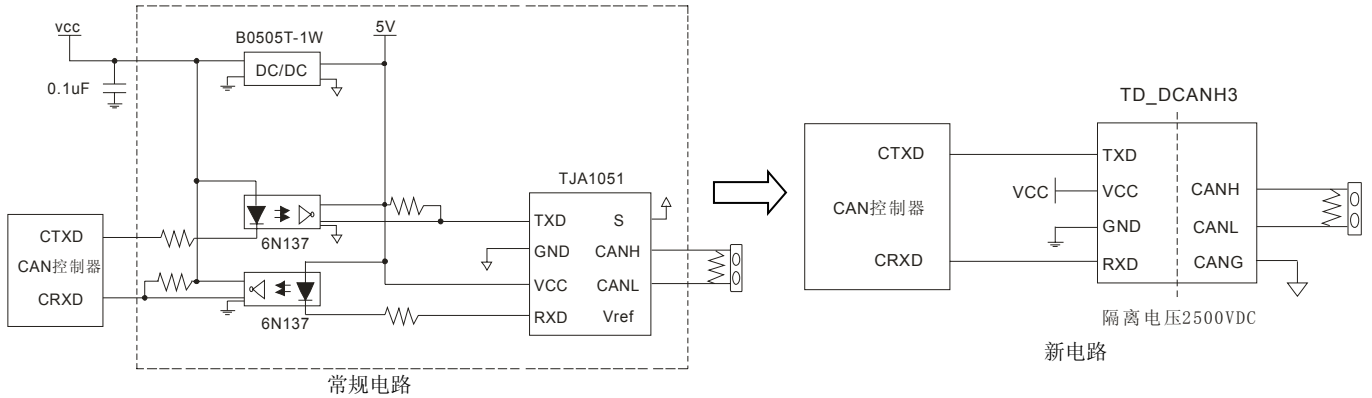 vcc
B0505T-1W
5V
DC/DC
0.1uF
TJA1051
CTXD
CAN控制器
CRXD
6N137
6N137
TXD
S
GND
CANH
VCC
CANL
RXD
Vref
常规电路
TD_DCANH3
CTXD
CAN控制器
CRXD
TXD
VCC
VCC
CANH
GND
CANL
RXD
CANG
隔离电压2500VDC
新电路